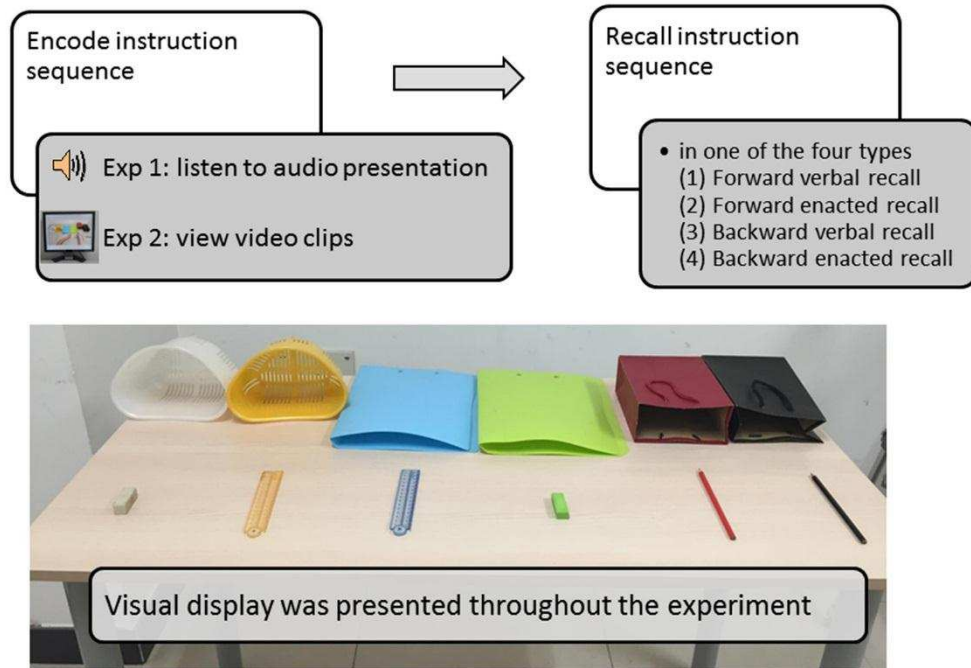 Encode instruction
sequence
Exp 1: listen to audio presentation
Exp 2: view video clips
Recall instruction
sequence
• in one of the four types
(1) Forward verbal recall
(2) Forward enacted recall
(3) Backward verbal recall
(4) Backward enacted recall
Visual display was presented throughout the experiment